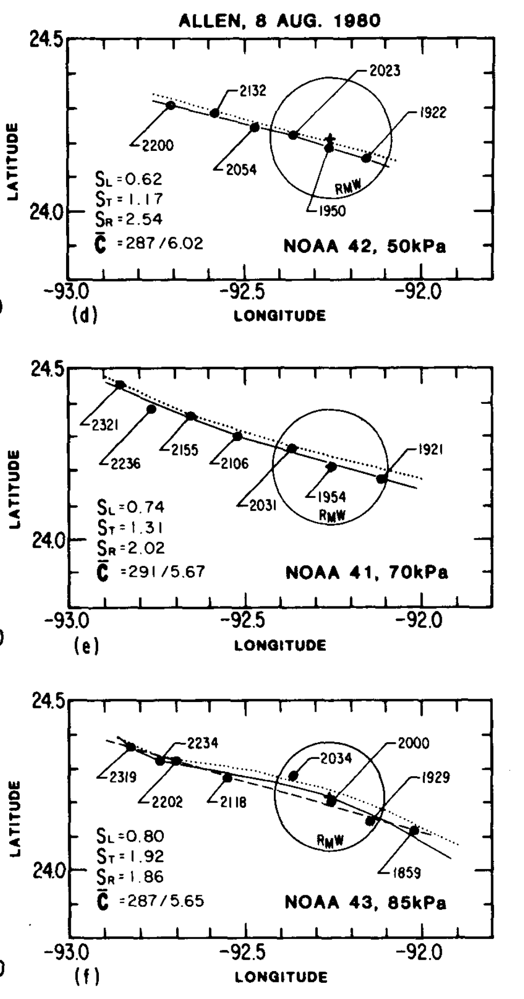 ALLEN, 8 AUG. 1980
24.5
2023
2132
1922
2200
2054
LATITUDE
SL=0.62
RMW
ST=1.17
1950
24.0
SR=2.54
C̄ =287/6.02
NOAA 42, 50kPa
-93.0 -92.5 -92.0
(d) LONGITUDE
24.5
2321
2155
1921
2236
2106
LATITUDE
2031
1954
SL=0.74
RMW
ST=1.31
24.0
SR=2.02
C̄ =291/5.67
NOAA 41, 70kPa
-93.0 -92.5 -92.0
(e) LONGITUDE
24.5
2234
2000
2034
2319
1929
2202
2118
LATITUDE
SL=0.80
RMW
ST=1.92
24.0
1859
SR=1.86
C̄ =287/5.65
NOAA 43, 85kPa
-93.0 -92.5 -92.0
(f) LONGITUDE